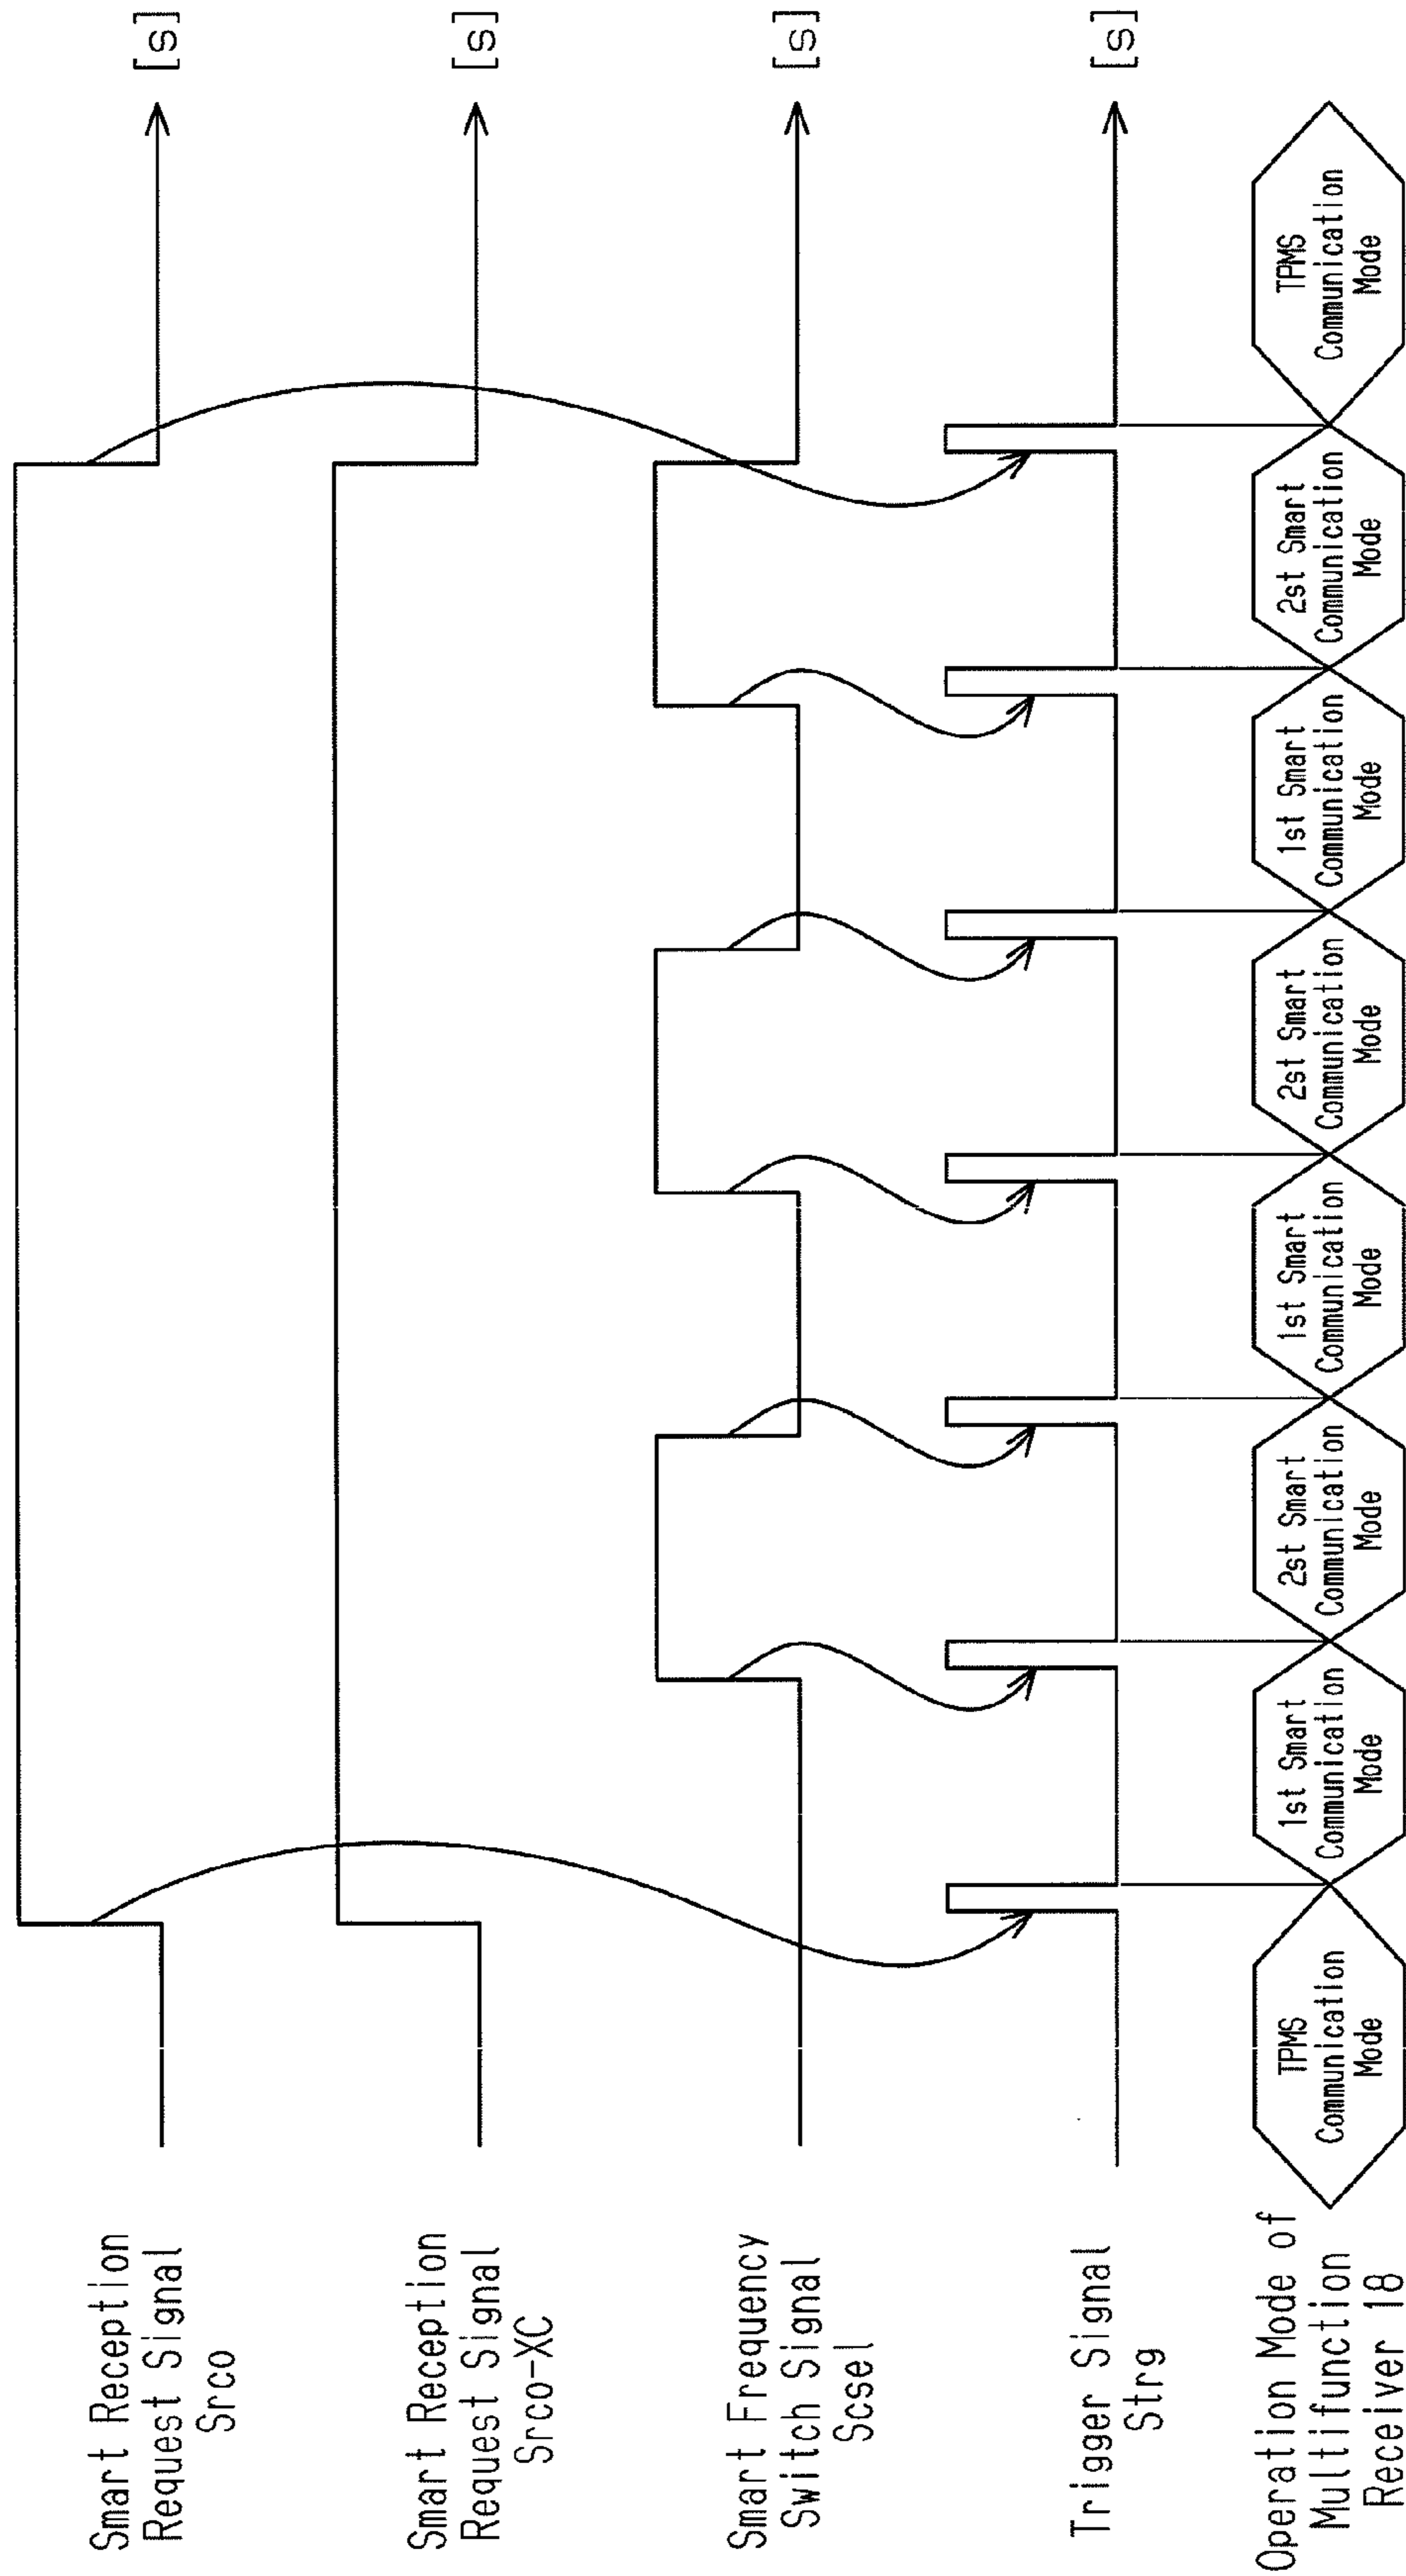 Smart Reception
Request Signal
Srco
[s]
Smart Reception
Request Signal
Srco-XC
[s]
Smart Frequency
Switch Signal
Scsel
[s]
Trigger Signal
Strg
[s]
Operation Mode of
Multifunction
Receiver 18
TPMS
Communication
Mode
1st Smart
Communication
Mode
2st Smart
Communication
Mode
1st Smart
Communication
Mode
2st Smart
Communication
Mode
1st Smart
Communication
Mode
2st Smart
Communication
Mode
TPMS
Communication
Mode